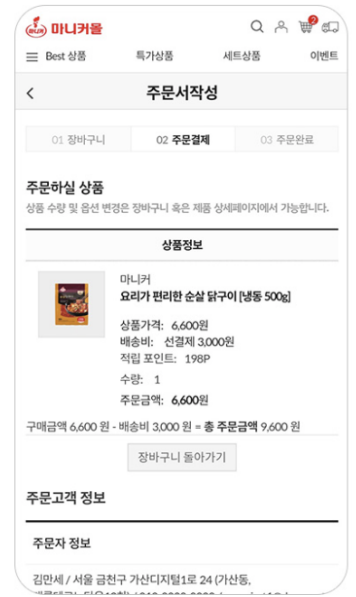 마니커몰
2
Best 상품 특가상품 세트상품 이벤트
주문서작성
01 장바구니 02 주문결제 03 주문완료
주문하실 상품
상품 수량 및 옵션 변경은 장바구니 혹은 제품 상세페이지에서 가능합니다.
상품정보
마니커
요리가 편리한 순살 닭구이 [냉동 500g]
상품가격: 6,600원
배송비: 선결제 3,000원
적립 포인트: 198P
수량: 1
주문금액: 6,600원
구매금액 6,600 원 - 배송비 3,000 원 = 총 주문금액 9,600 원
장바구니 돌아가기
주문고객 정보
주문자 정보
김만세 / 서울 금천구 가산디지털1로 24 (가산동,